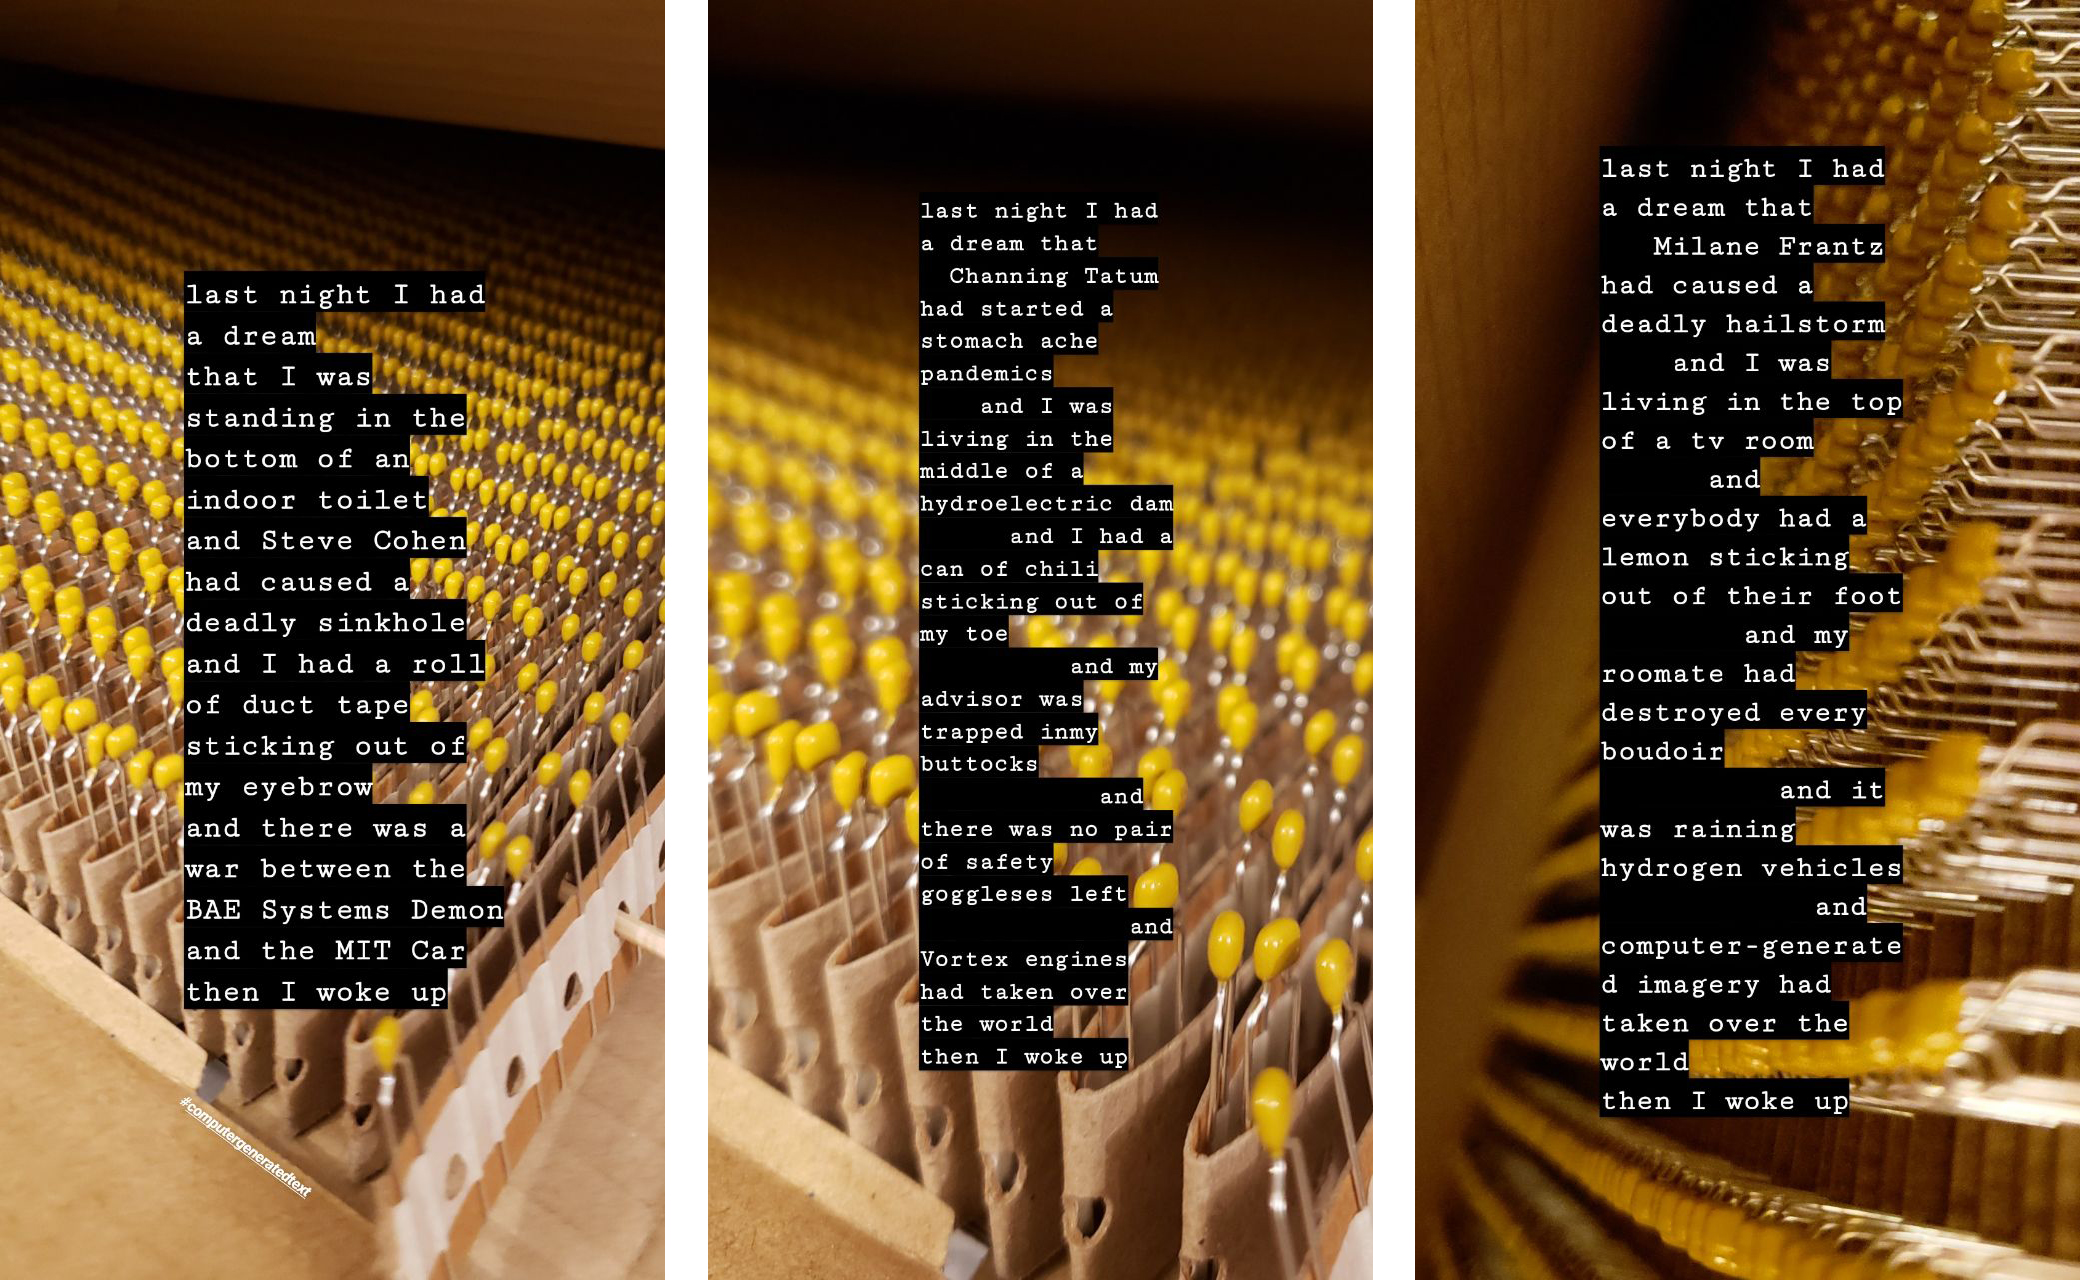 last night I had
a dream
that I was
standing in the
bottom of an
indoor toilet
and Steve Cohen
had caused a
deadly sinkhole
and I had a roll
of duct tape
sticking out of
my eyebrow
and there was a
war between the
BAE Systems Demon
and the MIT Car
then I woke up
#computergeneratedtext
last night I had
a dream that
Channing Tatum
had started a
stomach ache
pandemics
and I was
living in the
middle of a
hydroelectric dam
and I had a
can of chili
sticking out of
my toe
and my
advisor was
trapped inmy
buttocks
and
there was no pair
of safety
goggleses left
and
Vortex engines
had taken over
the world
then I woke up
last night I had
a dream that
Milane Frantz
had caused a
deadly hailstorm
and I was
living in the top
of a tv room
and
everybody had a
lemon sticking
out of their foot
and my
roomate had
destroyed every
boudoir
and it
was raining
hydrogen vehicles
and
computer-generate
d imagery had
taken over the
world
then I woke up